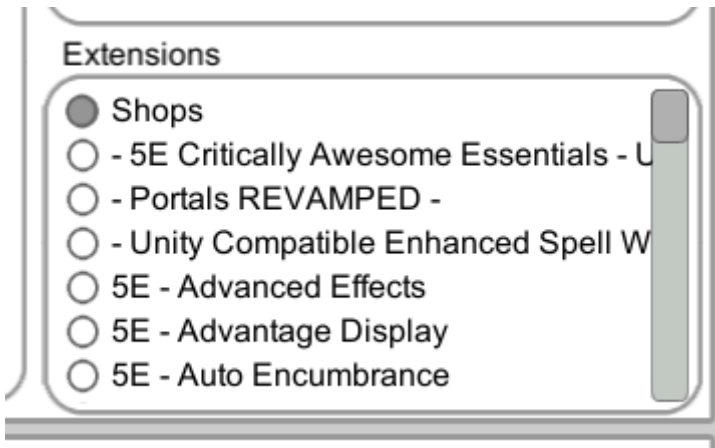 Extensions
Shops
- 5E Critically Awesome Essentials - U
- Portals REVAMPED -
- Unity Compatible Enhanced Spell W
5E - Advanced Effects
5E - Advantage Display
5E - Auto Encumbrance